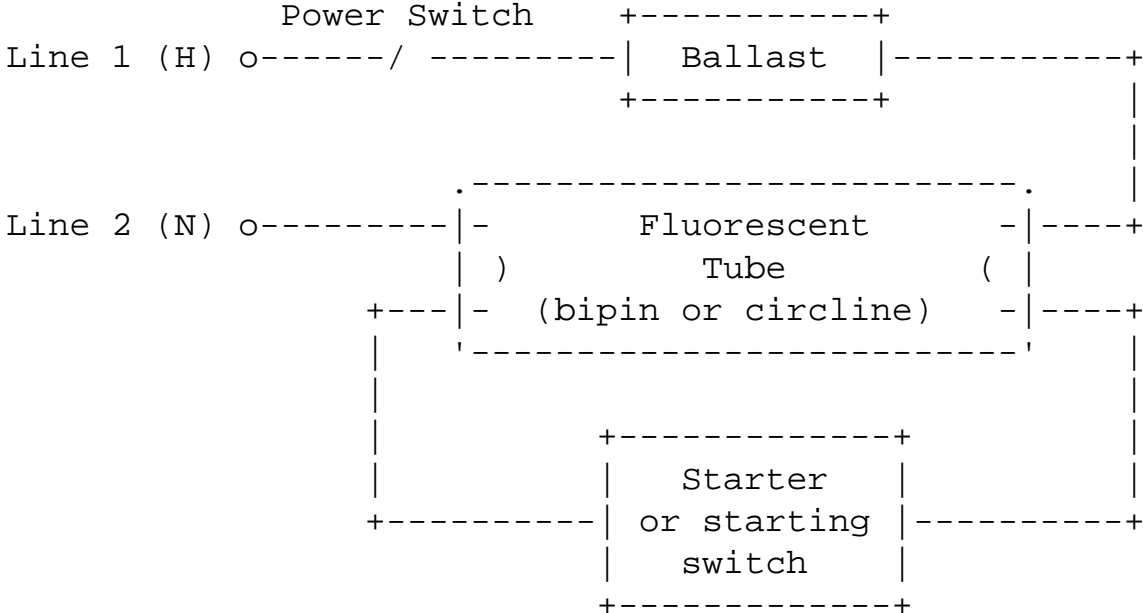 Power Switch
Line 1 (H) o Ballast
Line 2 (N) o Fluorescent
Tube
(bipin or circline)
Starter
or starting
switch